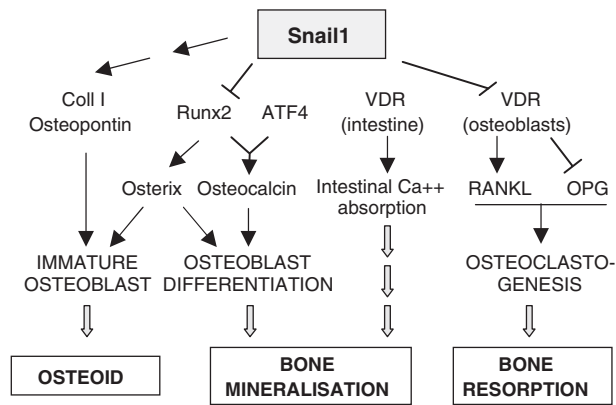 Snail1
Coll I
Osteopontin
Runx2
ATF4
VDR
(intestine)
VDR
(osteoblasts)
Osterix
Osteocalcin
Intestinal Ca++
absorption
RANKL
OPG
IMMATURE
OSTEOBLAST
OSTEOBLAST
DIFFERENTIATION
OSTEOCLASTO-
GENESIS
OSTEOID
BONE
MINERALISATION
BONE
RESORPTION